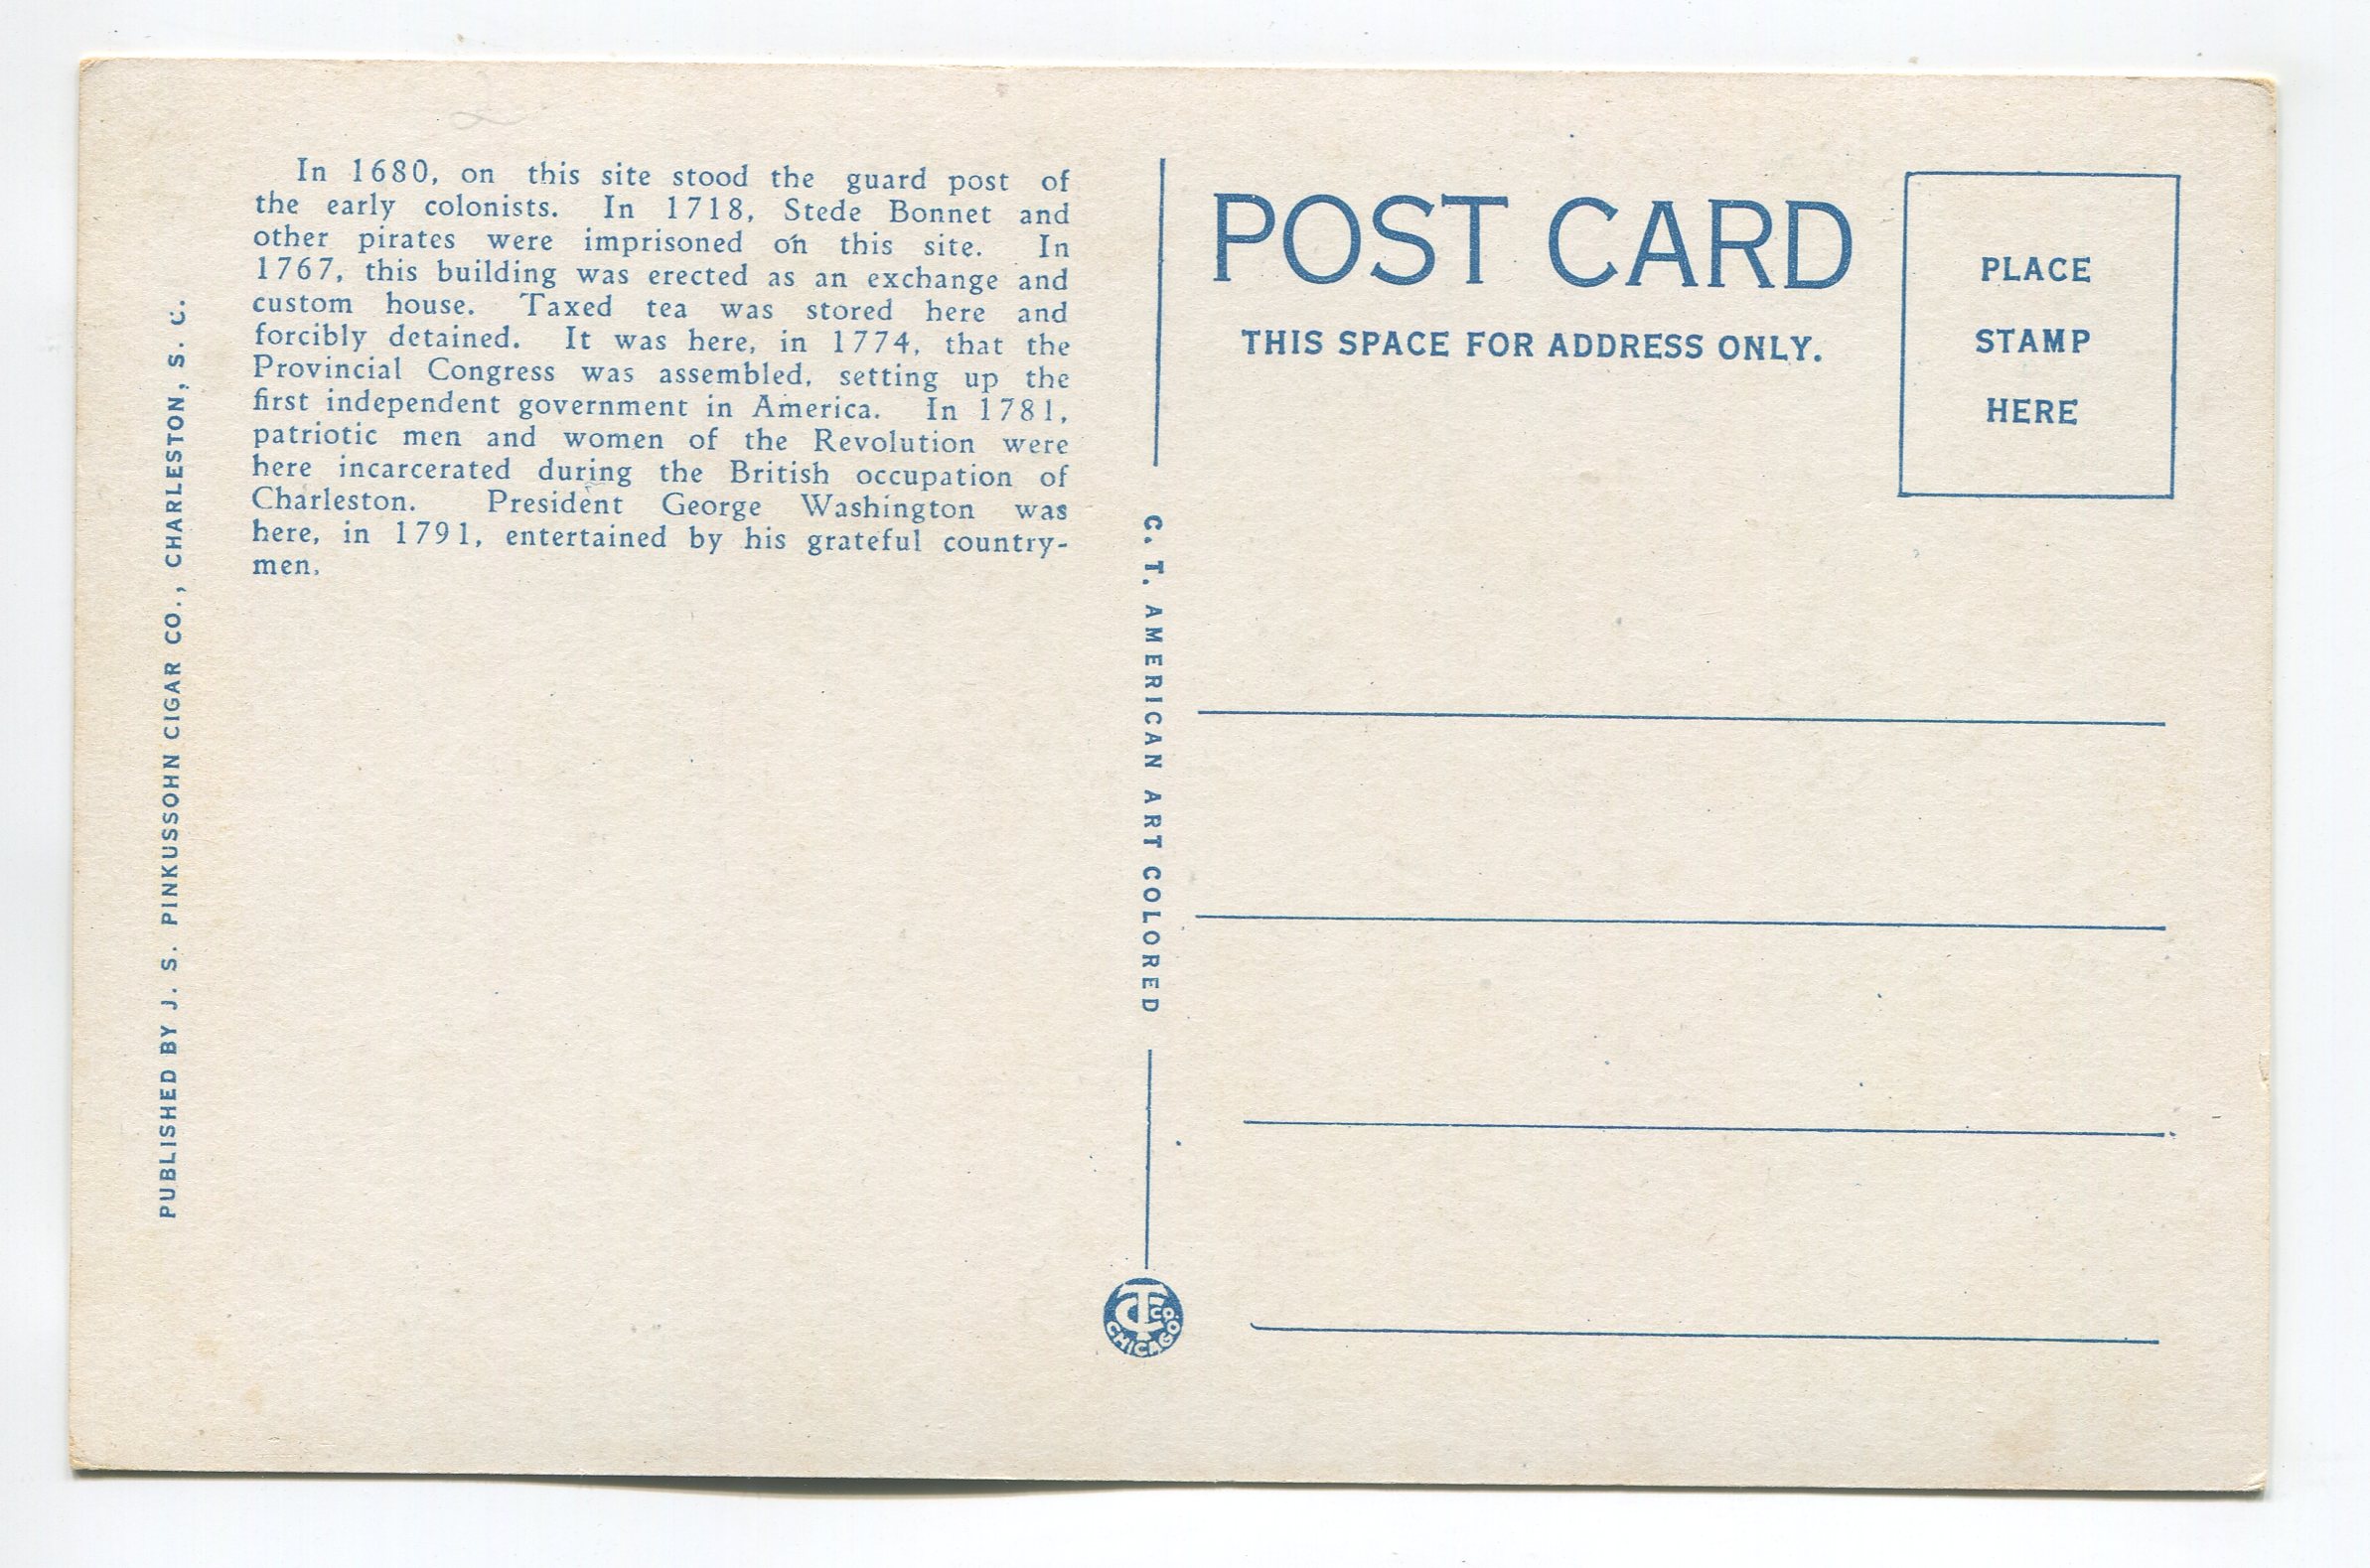 In 1680, on this site stood the guard post of
the early colonists. In 1718, Stede Bonnet and
other pirates were imprisoned on this site. In
1767, this building was erected as an exchange and
custom house. Taxed tea was stored here and
forcibly detained. It was here, in 1774, that the
Provincial Congress was assembled, setting up the
first independent government in America. In 1781,
patriotic men and women of the Revolution were
here incarcerated during the British occupation of
Charleston. President George Washington was
here, in 1791, entertained by his grateful country-
men.
PUBLISHED BY J. S. PINKUSSOHN CIGAR CO., CHARLESTON, S. C.
C. T. AMERICAN ART COLORED
CT CO. CHICAGO
POST CARD
THIS SPACE FOR ADDRESS ONLY.
PLACE
STAMP
HERE